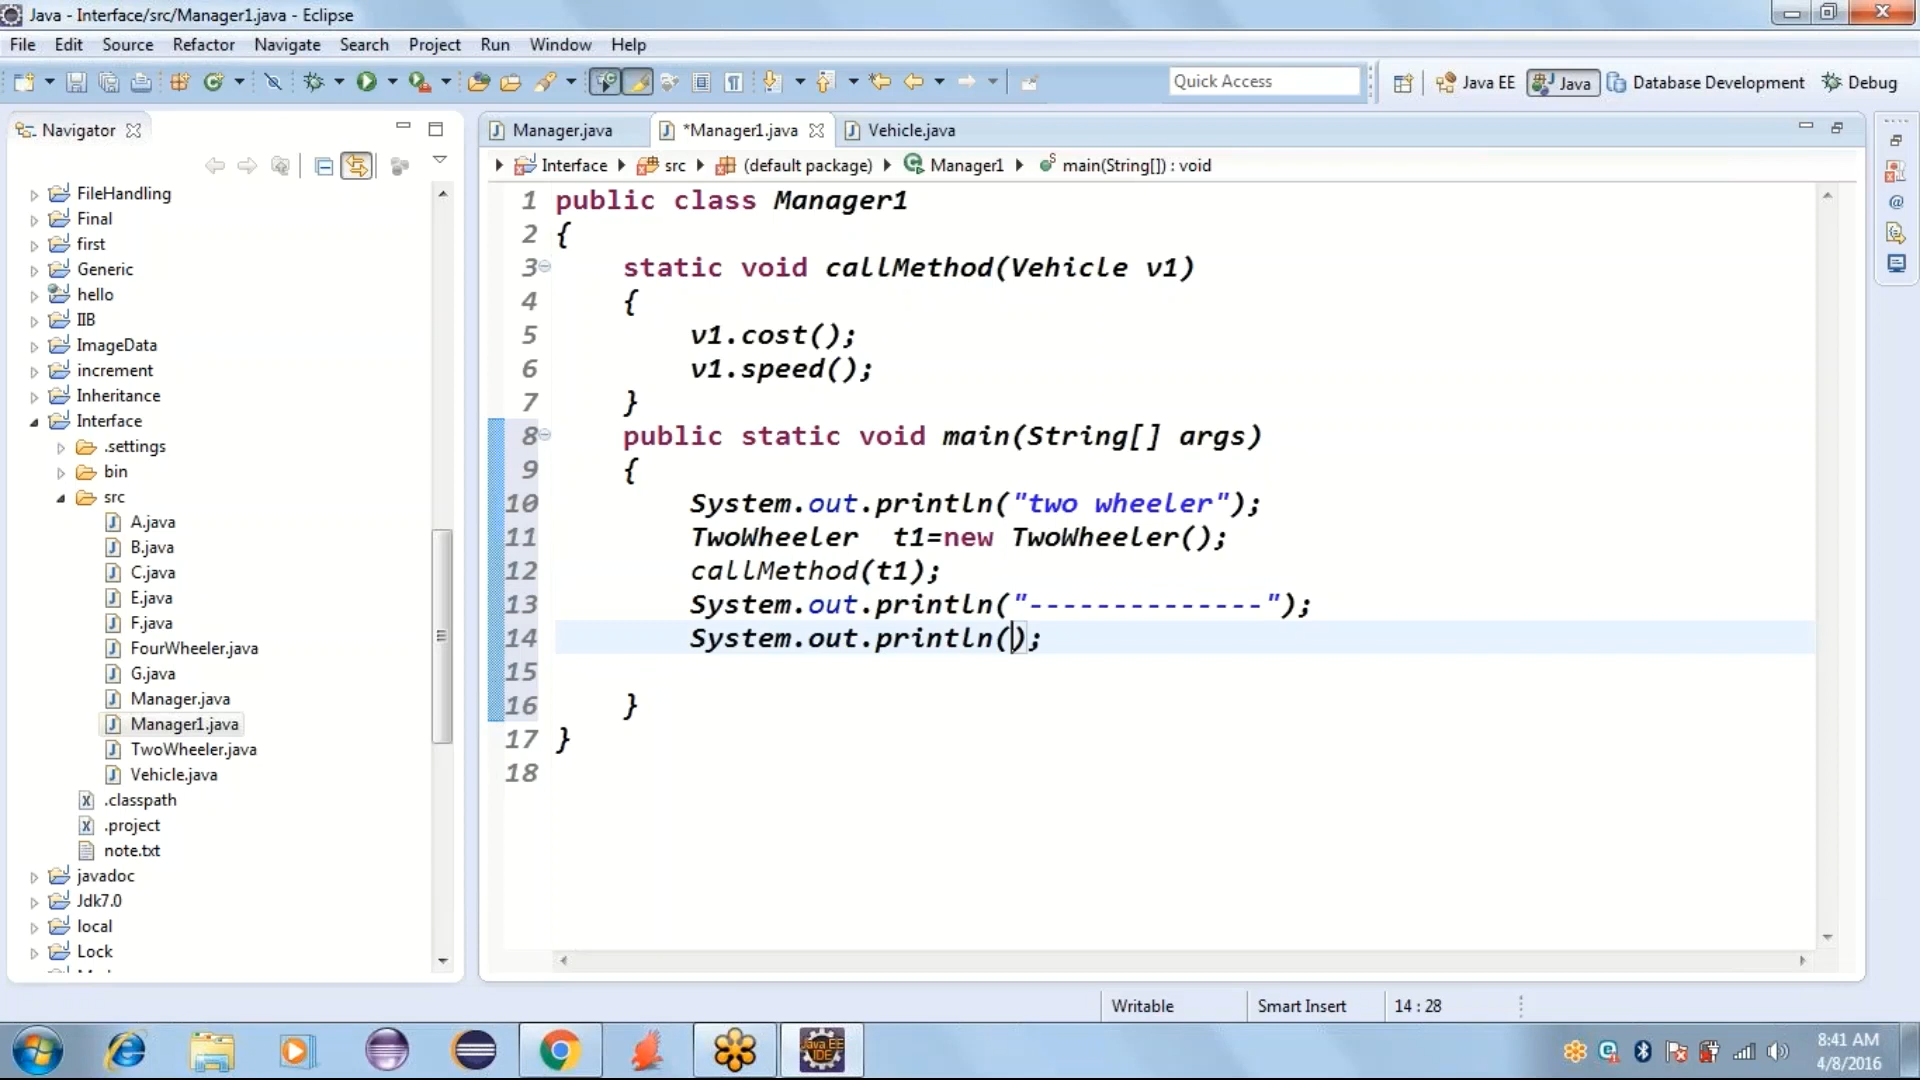 Java - Interface/src/Manager1.java - Eclipse
File Edit Source Refactor Navigate Search Project Run Window Help
Quick Access
Java EE
Java
Database Development
Debug
Navigator
Manager.java
*Manager1.java
Vehicle.java
Interface src (default package) Manager1 main(String[]) : void
FileHandling
Final
first
Generic
hello
IIB
ImageData
increment
Inheritance
Interface
.settings
bin
src
A.java
B.java
C.java
E.java
F.java
FourWheeler.java
G.java
Manager.java
Manager1.java
TwoWheeler.java
Vehicle.java
.classpath
.project
note.txt
javadoc
Jdk7.0
local
Lock
1 public class Manager1
2 {
3 static void callMethod(Vehicle v1)
4 {
5 v1.cost();
6 v1.speed();
7 }
8 public static void main(String[] args)
9 {
10 System.out.println("two wheeler");
11 TwoWheeler t1=new TwoWheeler();
12 callMethod(t1);
13 System.out.println("--------------");
14 System.out.println();
15
16 }
17 }
18
Writable
Smart Insert
14 : 28
Java EE
IDE
8:41 AM
4/8/2016